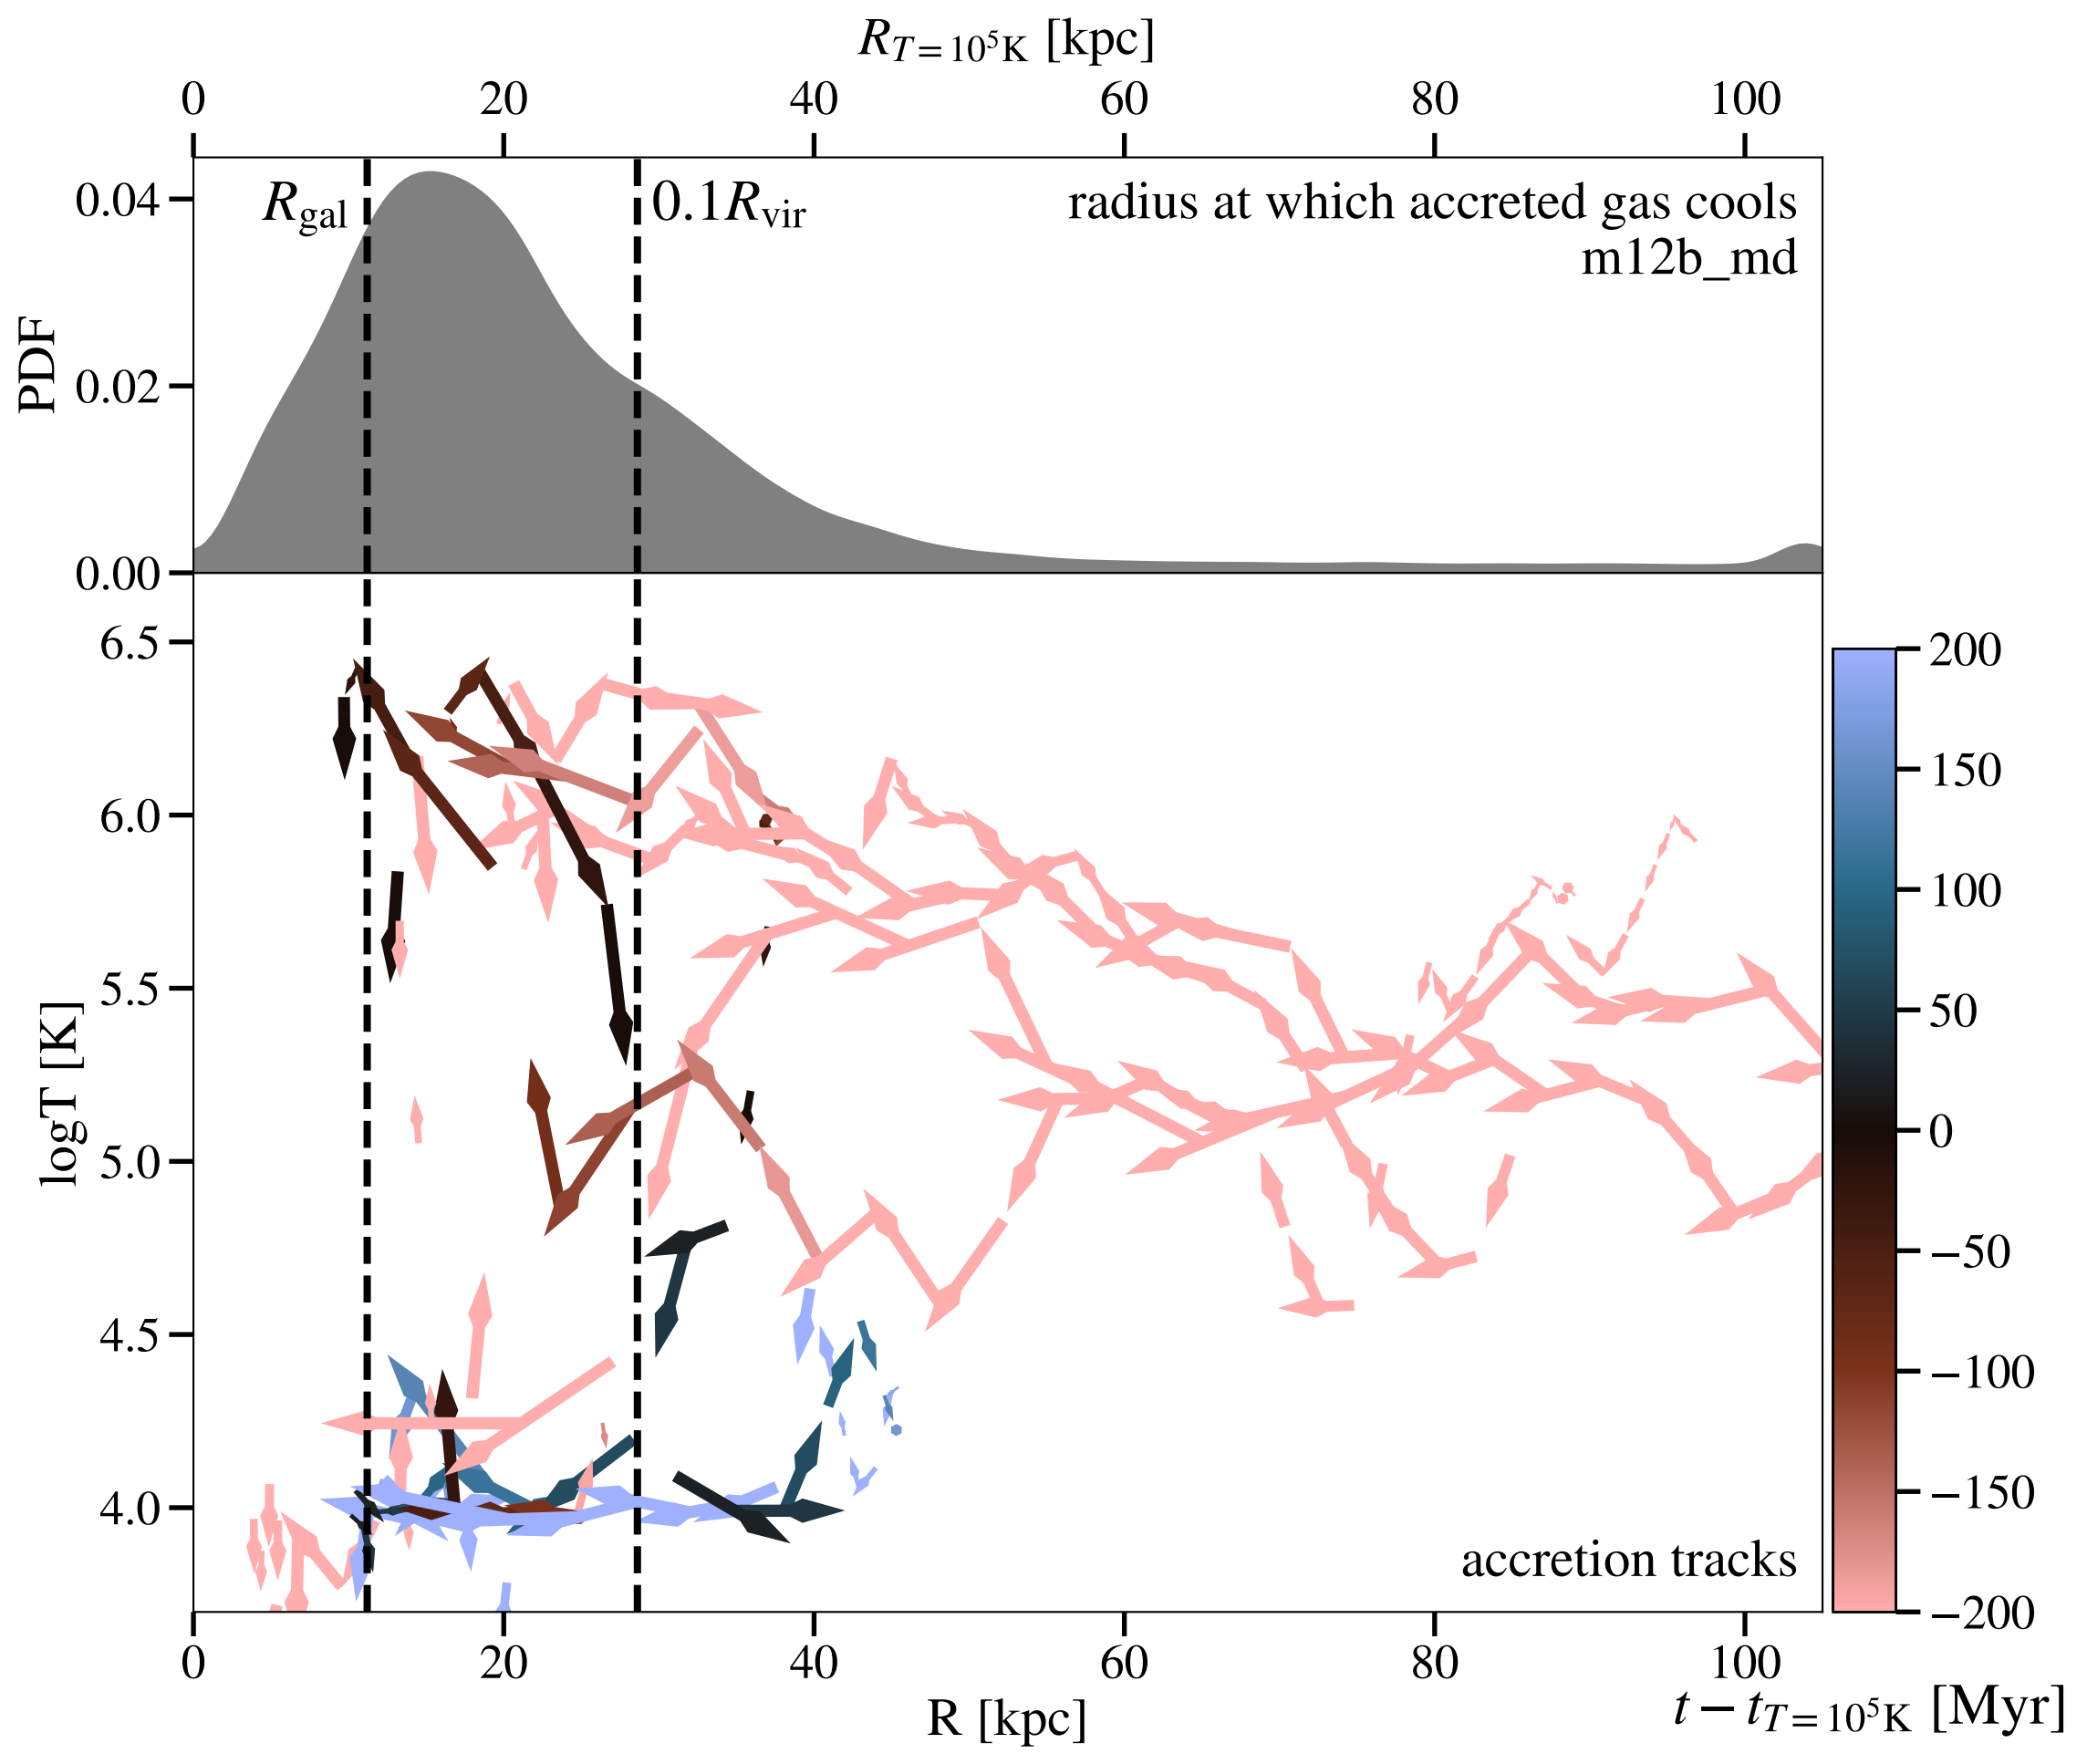 R_{T=10^5K} [kpc]
0 20 40 60 80 100
R_gal
0.1R_vir
radius at which accreted gas cools
m12b_md
PDF
0.04
0.02
0.00
logT [K]
6.5
6.0
5.5
5.0
4.5
4.0
accretion tracks
0 20 40 60 80 100
R [kpc]
200
150
100
50
0
−50
−100
−150
−200
t − t_{T=10^5K} [Myr]